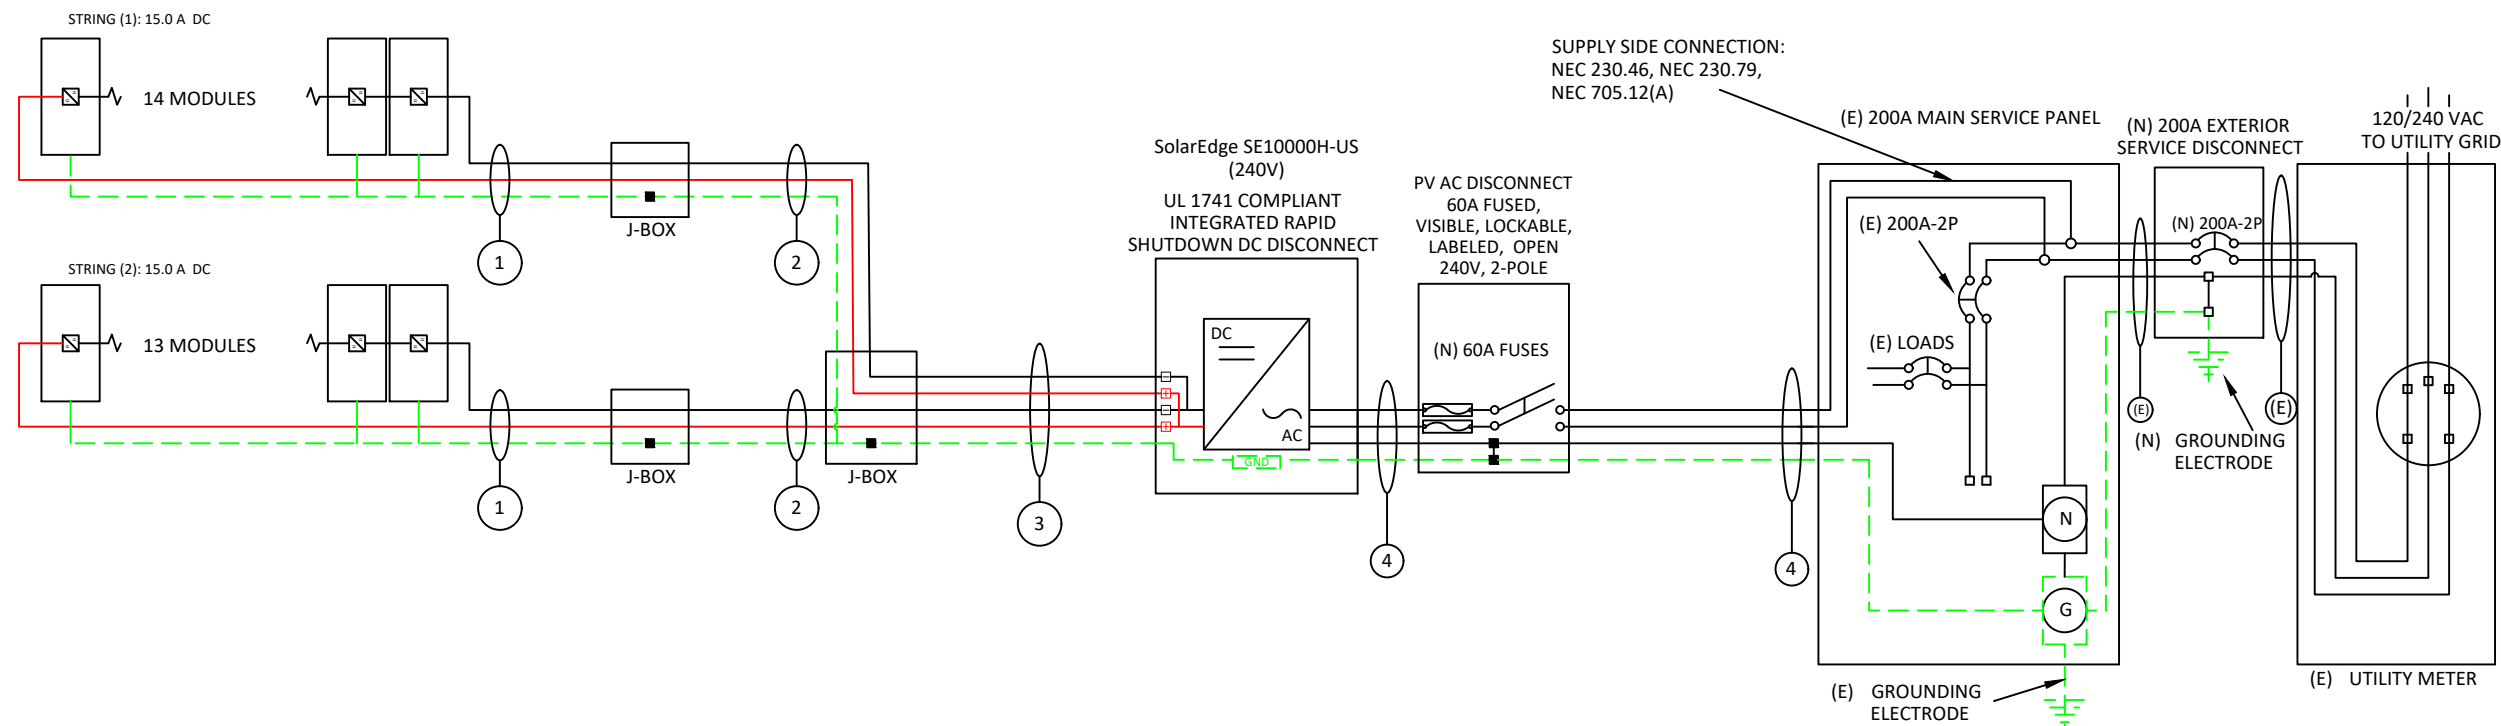 STRING (1): 15.0 A  DC
14 MODULES
J-BOX
1
2
STRING (2): 15.0 A  DC
13 MODULES
J-BOX
J-BOX
1
2
3
SolarEdge SE10000H-US
(240V)
UL 1741 COMPLIANT
INTEGRATED RAPID
SHUTDOWN DC DISCONNECT
DC
AC
GND
PV AC DISCONNECT
60A FUSED,
VISIBLE, LOCKABLE,
LABELED,  OPEN
240V, 2-POLE
(N) 60A FUSES
4
4
SUPPLY SIDE CONNECTION:
NEC 230.46, NEC 230.79,
NEC 705.12(A)
(E) 200A MAIN SERVICE PANEL
(E) 200A-2P
(E) LOADS
N
G
(E)   GROUNDING
ELECTRODE
(N) 200A EXTERIOR
SERVICE DISCONNECT
(N) 200A-2P
(E)
(E)
(N)  GROUNDING
ELECTRODE
120/240 VAC
TO UTILITY GRID
(E)   UTILITY METER